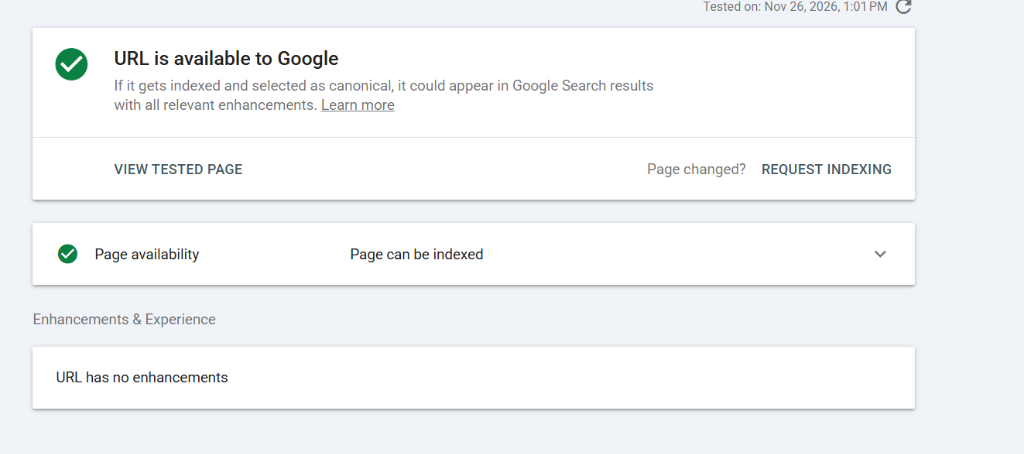 Tested on: Nov 26, 2026, 1:01 PM
URL is available to Google
If it gets indexed and selected as canonical, it could appear in Google Search results
with all relevant enhancements. Learn more
VIEW TESTED PAGE
Page changed? REQUEST INDEXING
Page availability
Page can be indexed
Enhancements & Experience
URL has no enhancements